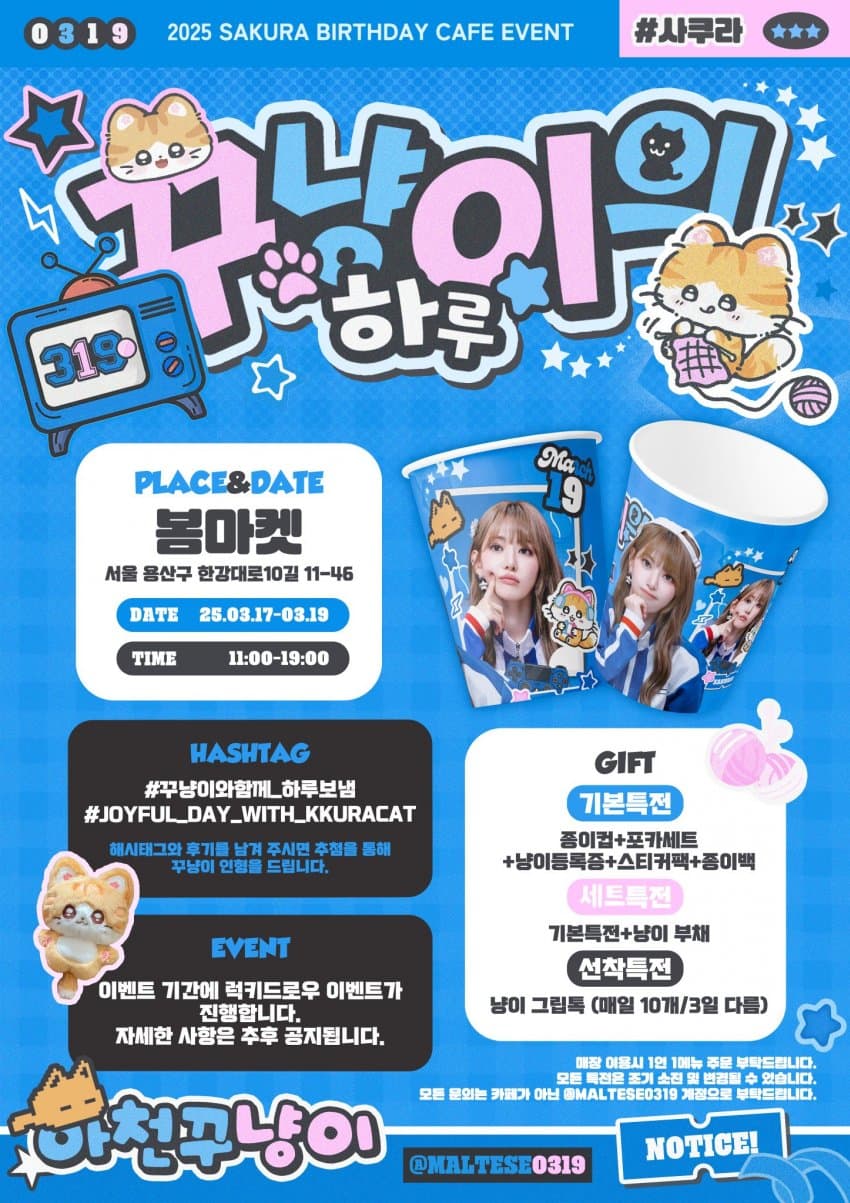 0319
2025 SAKURA BIRTHDAY CAFE EVENT
#사쿠라
꾸냥이의
하루
319
PLACE&DATE
봄마켓
서울 용산구 한강대로10길 11-46
DATE 25.03.17-03.19
TIME 11:00-19:00
March
19
HASHTAG
#꾸냥이와함께_하루보냄
#JOYFUL_DAY_WITH_KKURACAT
해시태그와 후기를 남겨 주시면 추첨을 통해
꾸냥이 인형을 드립니다.
EVENT
이벤트 기간에 럭키드로우 이벤트가
진행합니다.
자세한 사항은 추후 공지됩니다.
GIFT
기본특전
종이컵+포카세트
+냥이등록증+스티커팩+종이백
세트특전
기본특전+냥이 부채
선착특전
냥이 그립톡 (매일 10개/3일 다름)
매장 이용시 1인 1메뉴 주문 부탁드립니다.
모든 특전은 조기 소진 및 변경될 수 있습니다.
모든 문의는 카페가 아닌 @MALTESE0319 계정으로 부탁드립니다.
아천꾸냥이
@MALTESE0319
NOTICE!